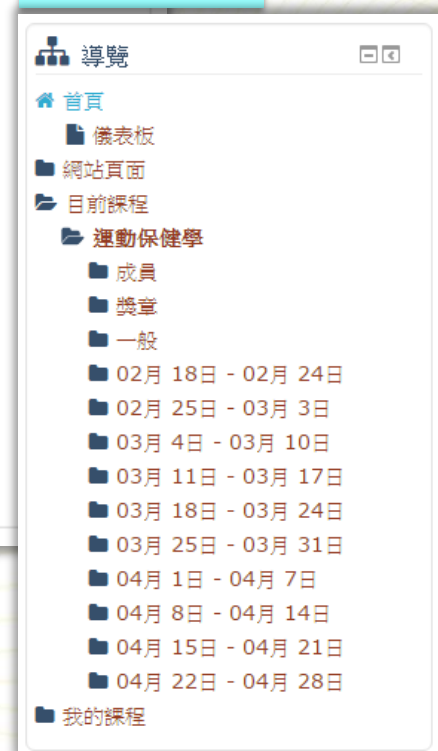 導覽
首頁
儀表板
網站頁面
目前課程
運動保健學
成員
獎章
一般
02月 18日 - 02月 24日
02月 25日 - 03月 3日
03月 4日 - 03月 10日
03月 11日 - 03月 17日
03月 18日 - 03月 24日
03月 25日 - 03月 31日
04月 1日 - 04月 7日
04月 8日 - 04月 14日
04月 15日 - 04月 21日
04月 22日 - 04月 28日
我的課程